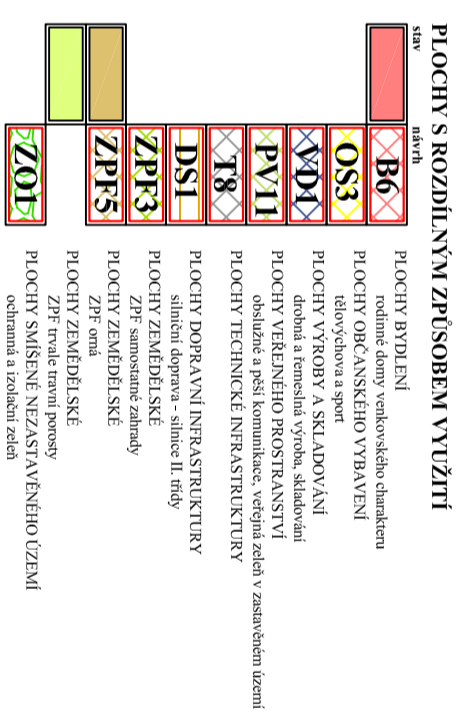 PLOCHY S ROZDÍLNÝM ZPŮSOBEM VYUŽITÍ
stav návrh
B6 PLOCHY BYDLENÍ
rodinné domy venkovského charakteru
OS3 PLOCHY OBČANSKÉHO VYBAVENÍ
tělovýchova a sport
VD1 PLOCHY VÝROBY A SKLADOVÁNÍ
drobná a řemeslná výroba, skladování
PV11 PLOCHY VEŘEJNÉHO PROSTRANSTVÍ
obslužné a pěší komunikace, veřejná zeleň v zastavěném území
T8 PLOCHY TECHNICKÉ INFRASTRUKTURY
DS1 PLOCHY DOPRAVNÍ INFRASTRUKTURY
silniční doprava - silnice II. třídy
ZPF3 PLOCHY ZEMĚDĚLSKÉ
ZPF samostatné zahrady
ZPF5 PLOCHY ZEMĚDĚLSKÉ
ZPF orná
PLOCHY ZEMĚDĚLSKÉ
ZPF trvale travní porosty
ZO1 PLOCHY SMÍŠENÉ NEZASTAVĚNÉHO ÚZEMÍ
ochranná a izolační zeleň